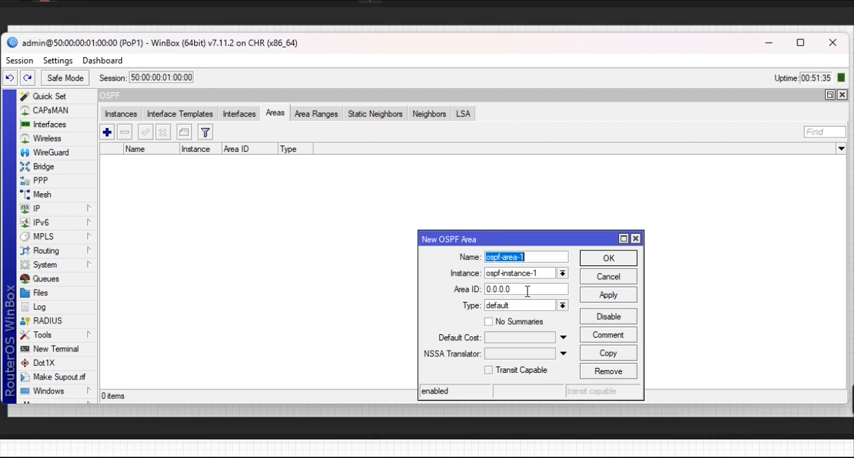 admin@50:00:00:01:00:00 (PoP1) - WinBox (64bit) v7.11.2 on CHR (x86_64)
Session Settings Dashboard
Safe Mode Session: 50:00:00:01:00:00 Uptime: 00:51:35
RouterOS WinBox
Quick Set
CAPsMAN
Interfaces
Wireless
WireGuard
Bridge
PPP
Mesh
IP
IPv6
MPLS
Routing
System
Queues
Files
Log
RADIUS
Tools
New Terminal
Dot1X
Make Supout.rif
Windows
OSPF
Instances Interface Templates Interfaces Areas Area Ranges Static Neighbors Neighbors LSA
Find
Name Instance Area ID Type
0 items
New OSPF Area
Name: ospf-area-1 OK
Instance: ospf-instance-1 Cancel
Area ID: 0.0.0.0 Apply
Type: default
No Summaries Disable
Default Cost: Comment
NSSA Translator: Copy
Transit Capable Remove
enabled transit capable